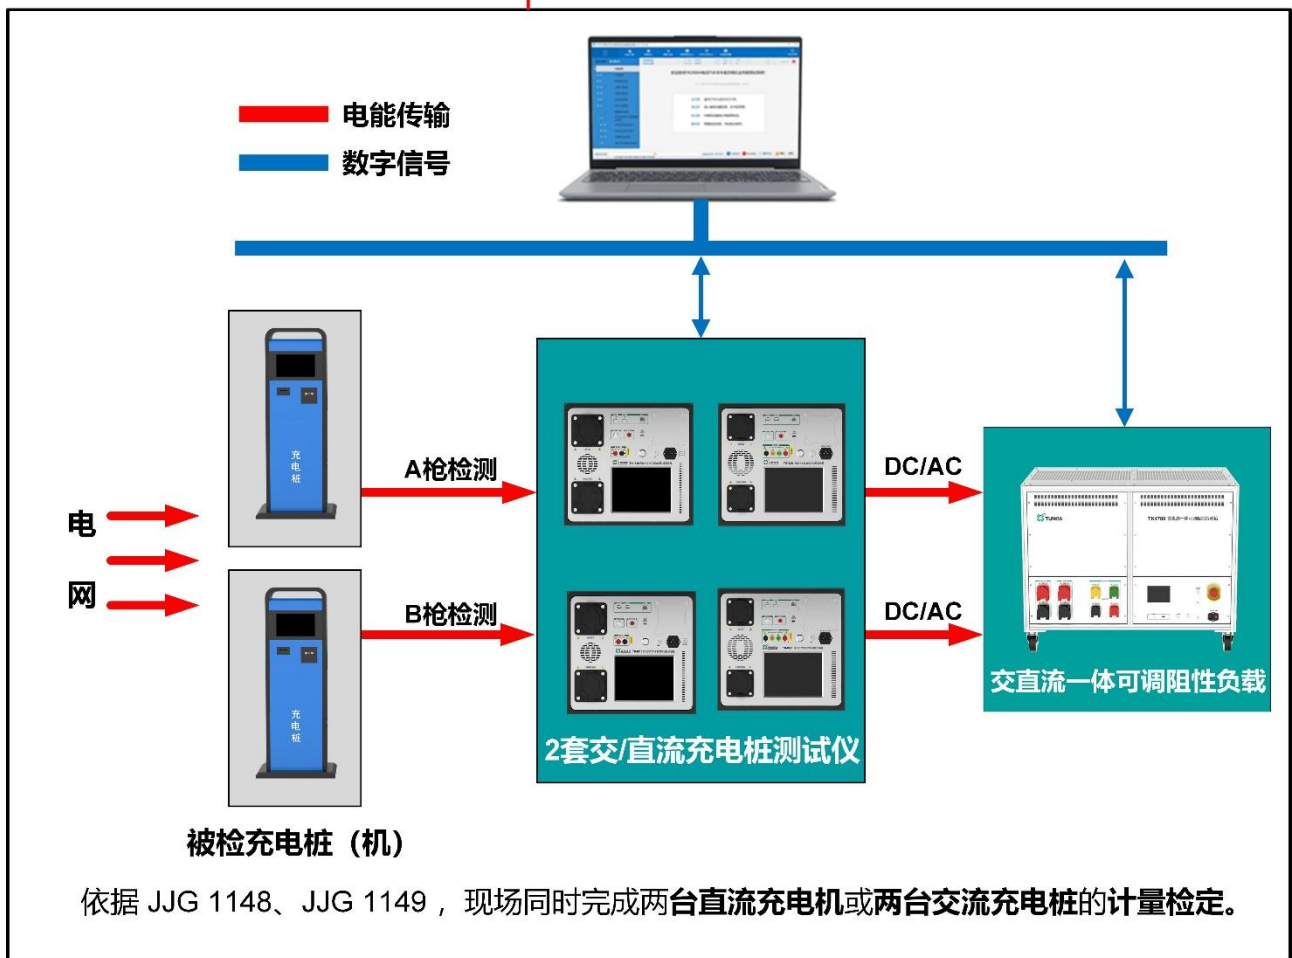 电能传输
数字信号
充电桩
A枪检测
DC/AC
电
网
TUNKIA
充电桩
B枪检测
DC/AC
交直流一体可调阻性负载
2套交/直流充电桩测试仪
被检充电桩（机）
依据 JJG 1148、JJG 1149 ，现场同时完成两台直流充电机或两台交流充电桩的计量检定。